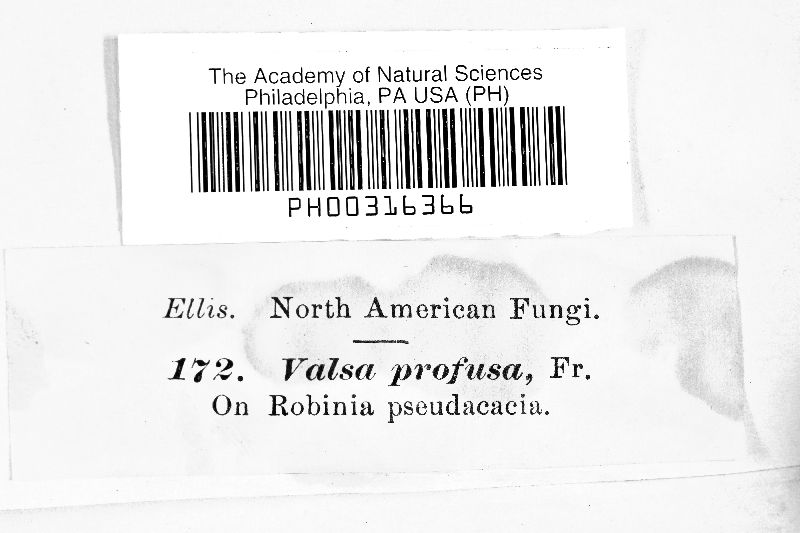 The Academy of Natural Sciences
Philadelphia, PA USA (PH)
PH00316366
Ellis. North American Fungi.
172. Valsa profusa, Fr.
On Robinia pseudacacia.